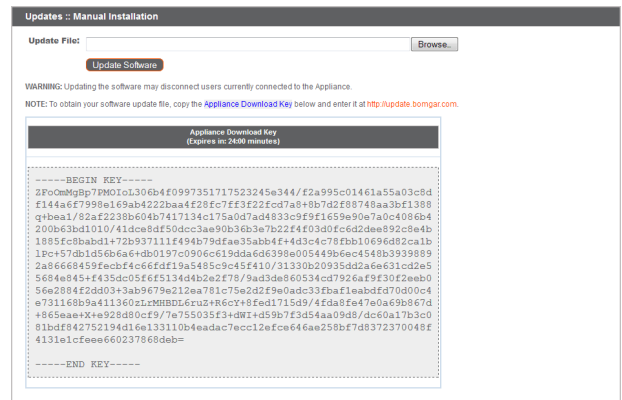 Updates :: Manual Installation
Update File:
Browse..
Update Software
WARNING: Updating the software may disconnect users currently connected to the Appliance.
NOTE: To obtain your software update file, copy the Appliance Download Key below and enter it at http://update.bomgar.com.
Appliance Download Key
(Expires in: 24:00 minutes)
-----BEGIN KEY-----
ZFoOmMgBp7PMOIoL306b4f0997351717523245e344/f2a995c01461a55a03c8d
f144a6f7998e169ab4222baa4f28fc7ff3f22fcd7a8+8b7d2f88748aa3bf1388
q+bea1/82af2238b604b7417134c175a0d7ad4833c9f9f1659e90e7a0c4086b4
200b63bd1010/41dce8df50dcc3ae90b36b3e7b22f4f03d0fc6d2dee892c8e4b
1885fc8babd1+72b937111f494b79dfae35abb4f+4d3c4c78fbb10696d82ca1b
1Pc+57db1d56b6a6+db0197c0906c619dda6d6398e005449b6ec4548b3939889
2a86668459fecbf4c66fdf19a5485c9c45f410/31330b20935dd2a6e631cd2e5
5684e845+f435dc05f6f5134d4b2e2f78/9ad3de860534cd7926af9f30f2eeb0
56e2884f2dd03+3ab9679e212ea781c75e2d2f9e0adc33fbaf1eabdfd70d00c4
e731168b9a411360zLrMHBDL6ruZ+R6cY+8fed1715d9/4fda8fe47e0a69b867d
+865eae+X+e928d80cf9/7e755035f3+dWI+d59b7f3d54aa09d8/dc60a17b3c0
81bdf842752194d16e133110b4eadac7ecc12efce646ae258bf7d8372370048f
4131e1cfeee660237868deb=
-----END KEY-----